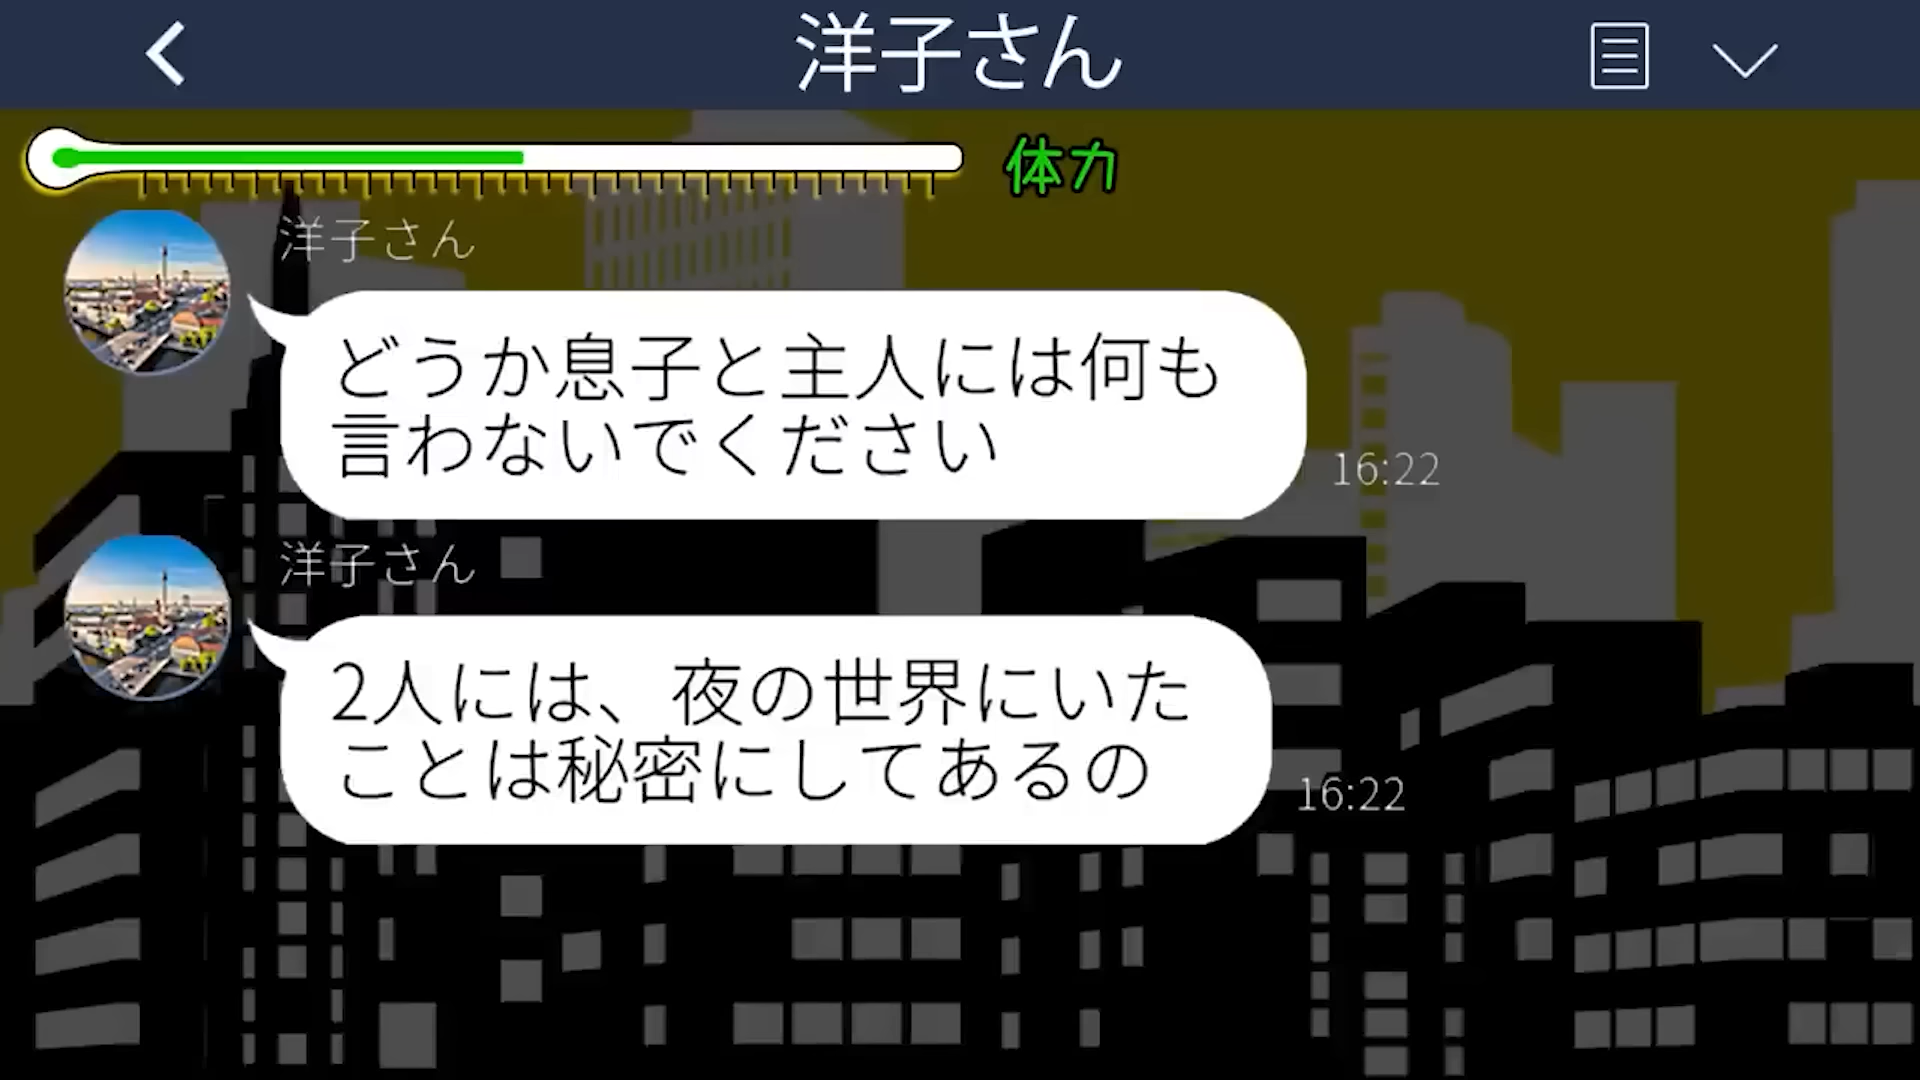 洋子さん
体力
洋子さん
どうか息子と主人には何も
言わないでください
16:22
洋子さん
2人には、夜の世界にいた
ことは秘密にしてあるの
16:22